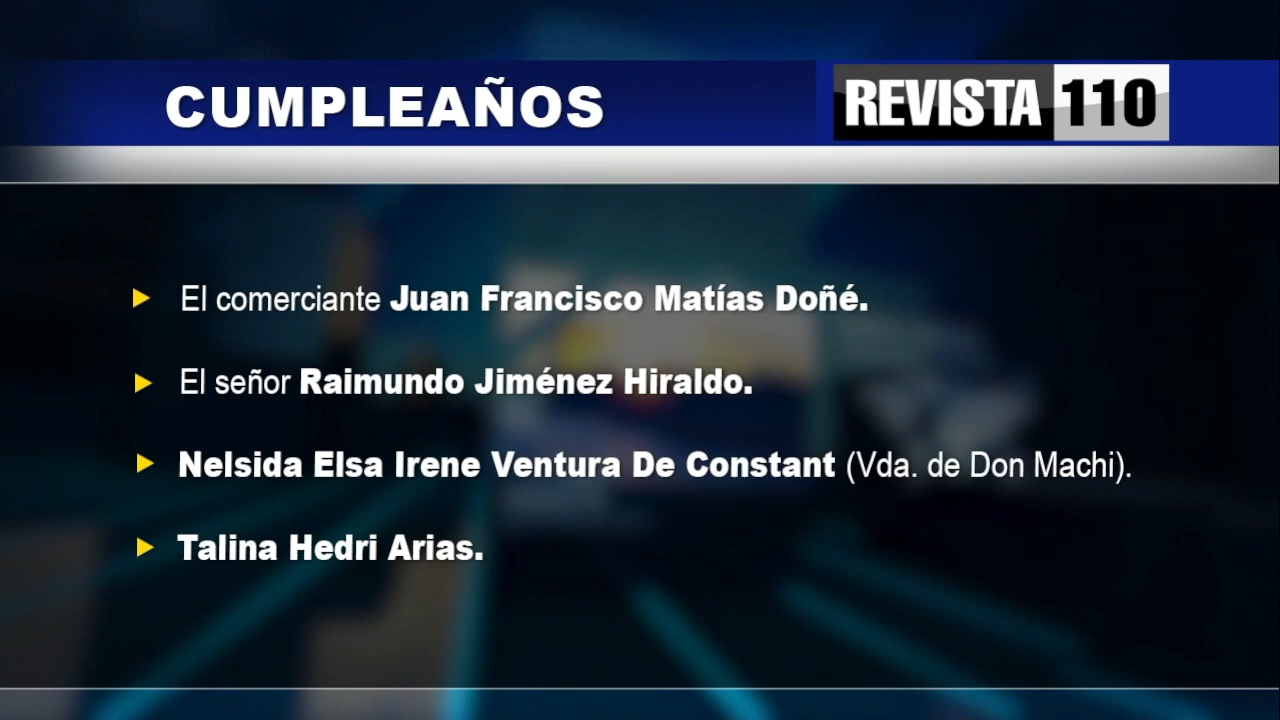 CUMPLEAÑOS
REVISTA 110
El comerciante Juan Francisco Matías Doñé.
El señor Raimundo Jiménez Hiraldo.
Nelsida Elsa Irene Ventura De Constant (Vda. de Don Machi).
Talina Hedri Arias.